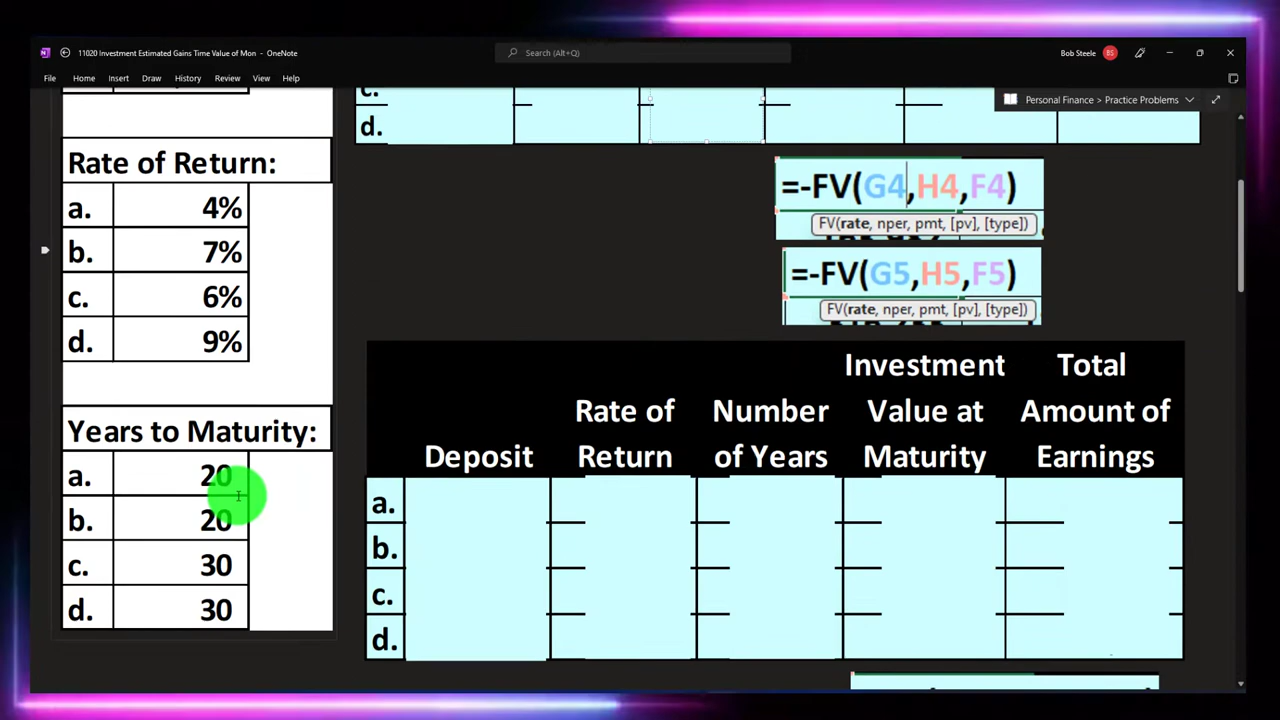 11020 Investment Estimated Gains Time Value of Mon - OneNote
Search (Alt+Q)
Bob Steele
BS
File Home Insert Draw History Review View Help
Personal Finance > Practice Problems
c.
d.
Rate of Return:
a. 4%
b. 7%
c. 6%
d. 9%
Years to Maturity:
a. 20
b. 20
c. 30
d. 30
=-FV(G4,H4,F4)
FV(rate, nper, pmt, [pv], [type])
=-FV(G5,H5,F5)
FV(rate, nper, pmt, [pv], [type])
Investment Total
Rate of Number Value at Amount of
Deposit Return of Years Maturity Earnings
a.
b.
c.
d.